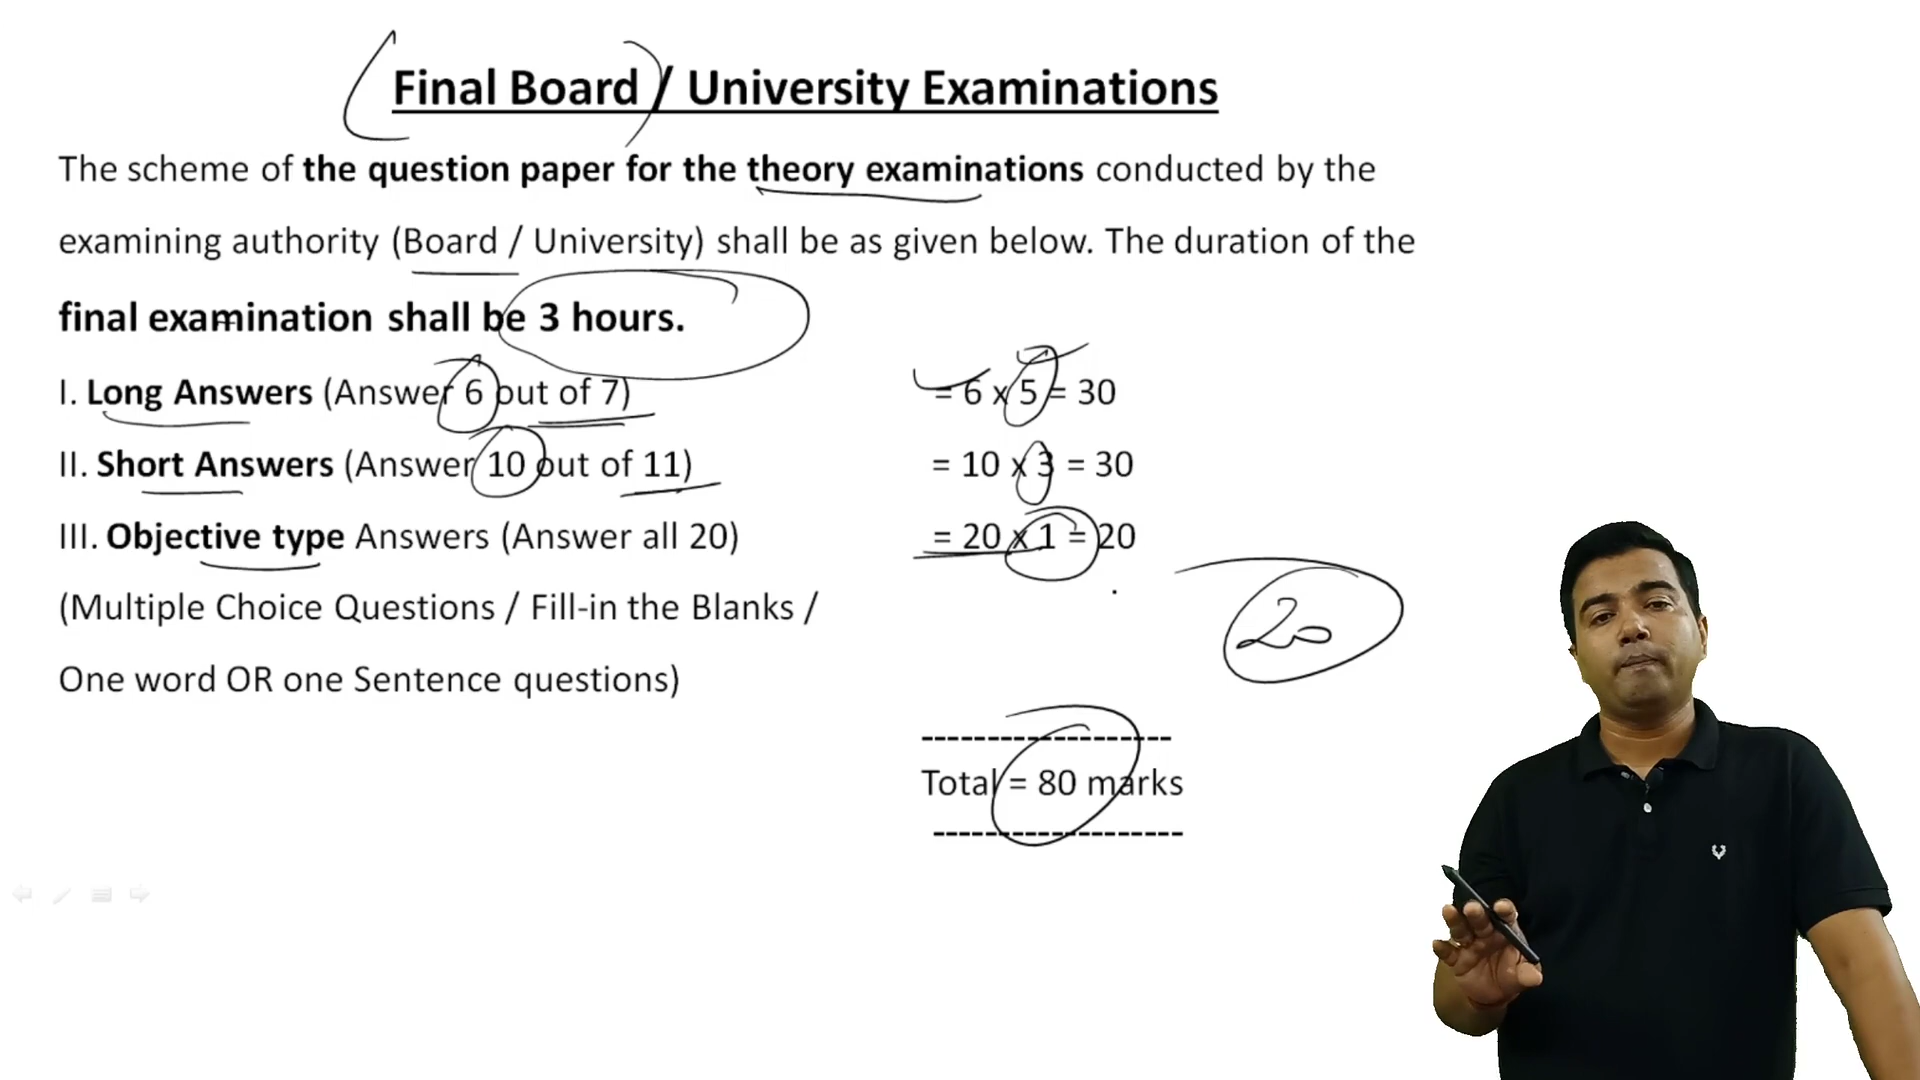 Final Board / University Examinations
The scheme of the question paper for the theory examinations conducted by the
examining authority (Board / University) shall be as given below. The duration of the
final examination shall be 3 hours.
I. Long Answers (Answer 6 out of 7) = 6 x 5 = 30
II. Short Answers (Answer 10 out of 11) = 10 x 3 = 30
III. Objective type Answers (Answer all 20) = 20 x 1 = 20
(Multiple Choice Questions / Fill-in the Blanks /
20
One word OR one Sentence questions)
-------------------
Total = 80 marks
-------------------